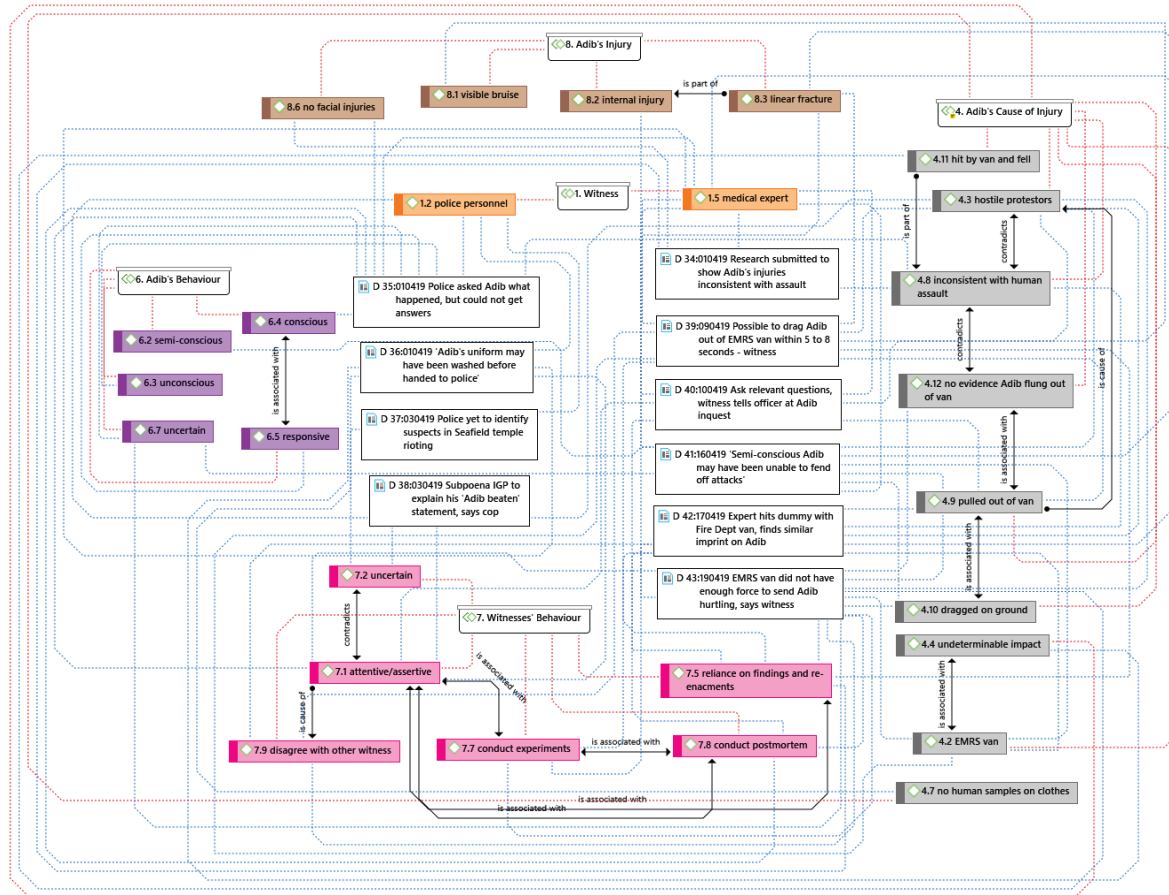 8. Adib's Injury
8.6 no facial injuries
8.1 visible bruise
8.2 internal injury
is part of
8.3 linear fracture
4. Adib's Cause of Injury
4.11 hit by van and fell
1. Witness
1.2 police personnel
1.5 medical expert
4.3 hostile protestors
is part of
contradicts
6. Adib's Behaviour
D 35:010419 Police asked Adib what
happened, but could not get
answers
D 34:010419 Research submitted to
show Adib's injuries
inconsistent with assault
4.8 inconsistent with human
assault
6.4 conscious
6.2 semi-conscious
is associated with
D 39:090419 Possible to drag Adib
out of EMRS van within 5 to 8
seconds - witness
contradicts
is cause of
D 36:010419 'Adib's uniform may
have been washed before
handed to police'
6.3 unconscious
D 40:100419 Ask relevant questions,
witness tells officer at Adib
inquest
4.12 no evidence Adib flung out
of van
6.7 uncertain
6.5 responsive
D 37:030419 Police yet to identify
suspects in Seafield temple
rioting
is associated with
D 41:160419 'Semi-conscious Adib
may have been unable to fend
off attacks'
D 38:030419 Subpoena IGP to
explain his 'Adib beaten'
statement, says cop
4.9 pulled out of van
D 42:170419 Expert hits dummy with
Fire Dept van, finds similar
imprint on Adib
is associated with
7.2 uncertain
D 43:190419 EMRS van did not have
enough force to send Adib
hurtling, says witness
contradicts
7. Witnesses' Behaviour
4.10 dragged on ground
4.4 undeterminable impact
7.1 attentive/assertive
is associated with
7.5 reliance on findings and re-
enacments
is associated with
is cause of
7.9 disagree with other witness
7.7 conduct experiments
is associated with
7.8 conduct postmortem
4.2 EMRS van
4.7 no human samples on clothes
is associated with
is associated with